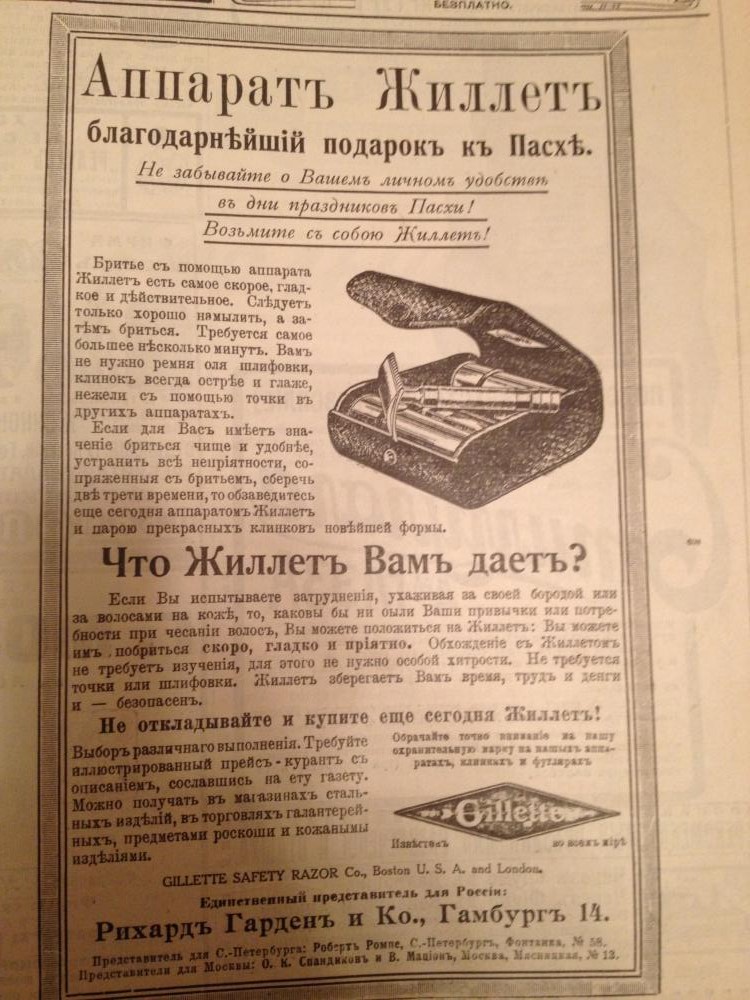 БЕЗПЛАТНО.
Аппаратъ Жиллетъ
благодарнѣйшій подарокъ къ Пасхѣ.
Не забывайте о Вашемъ личномъ удобствѣ
въ дни праздниковъ Пасхи!
Возьмите съ собою Жиллетъ!
Бритье съ помощью аппарата
Жиллетъ есть самое скорое, глад-
кое и дѣйствительное. Слѣдуетъ
только хорошо намылить, а за-
тѣмъ бриться. Требуется самое
большее нѣсколько минутъ. Вамъ
не нужно ремня оля шлифовки,
клинокъ всегда острѣе и глаже,
нежели съ помощью точки въ
другихъ аппаратахъ.
Если для Васъ имѣетъ зна-
ченіе бриться чище и удобнѣе,
устранить всѣ непріятности, со-
пряженныя съ бритьемъ, сберечь
двѣ трети времени, то обзаведитесь
еще сегодня аппаратомъ Жиллетъ
и парою прекрасныхъ клинковъ новѣйшей формы.
Что Жиллетъ Вамъ даетъ?
Если Вы испытываете затрудненія, ухаживая за своей бородой или
за волосами на кожѣ, то, каковы бы ни были Ваши привычки или потре-
бности при чесаніи волосъ, Вы можете положиться на Жиллетъ: Вы можете
имъ побриться скоро, гладко и пріятно. Обхожденіе съ Жиллетомъ
не требуетъ изученія, для этого не нужно особой хитрости. Не требуется
точки или шлифовки. Жиллетъ зберегаетъ Вамъ время, трудъ и денги
и — безопасенъ.
Не откладывайте и купите еще сегодня Жиллетъ!
Выборъ различнаго выполненія. Требуйте
иллюстрированный прейсъ-курантъ съ
описаніемъ, сославшись на ету газету.
Можно получать въ магазинахъ сталь-
ныхъ издѣлій, въ торговляхъ галантерей-
ныхъ, предметами роскоши и кожаными
издѣліями.
Обрачайте точно вниманіе на нашу
охранительную марку на нашихъ аппа-
ратахъ, клинкахъ и футлярахъ
Gillette
Извѣстенъ во всемъ мірѣ
GILLETTE SAFETY RAZOR Co., Boston U. S. A. and London.
Единственный представитель для Россіи:
Рихардъ Гарденъ и Ко., Гамбургъ 14.
Представитель для С.-Петербурга: Робертъ Ромпе, С.-Петербургъ, Фонтанка, № 58.
Представители для Москвы: О. К. Спандиковъ и В. Маціонъ, Москва, Мясницкая, № 13.